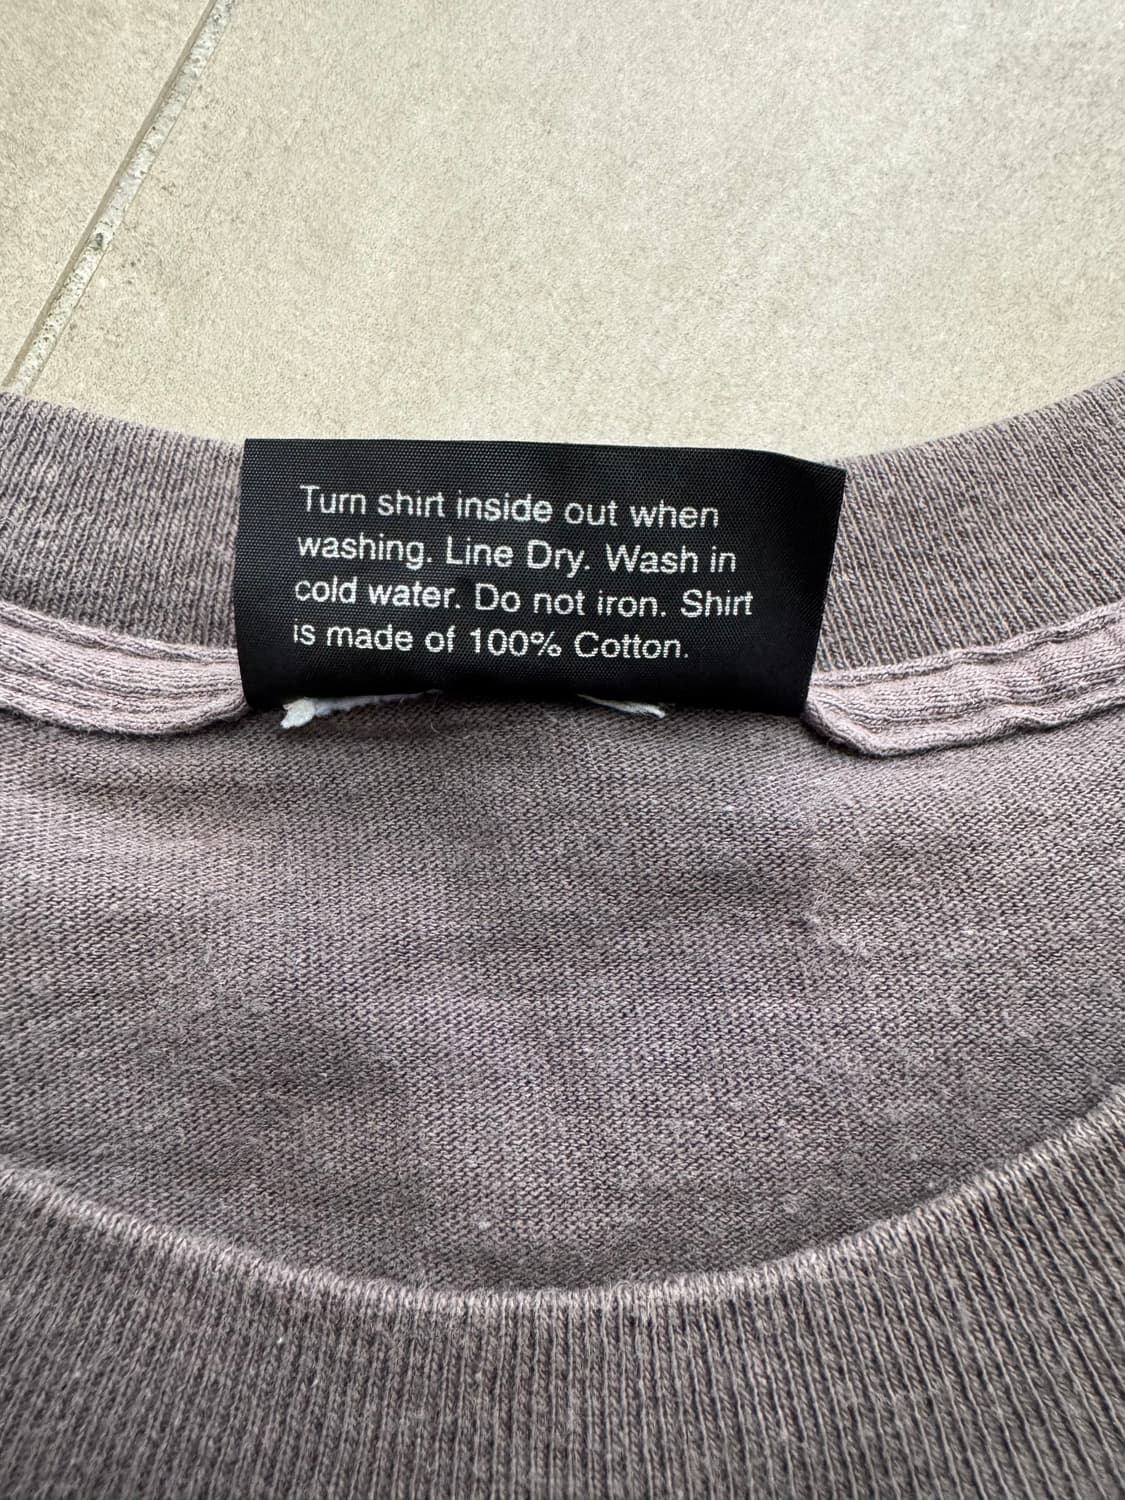 Turn shirt inside out when
washing. Line Dry. Wash in
cold water. Do not iron. Shirt
is made of 100% Cotton.